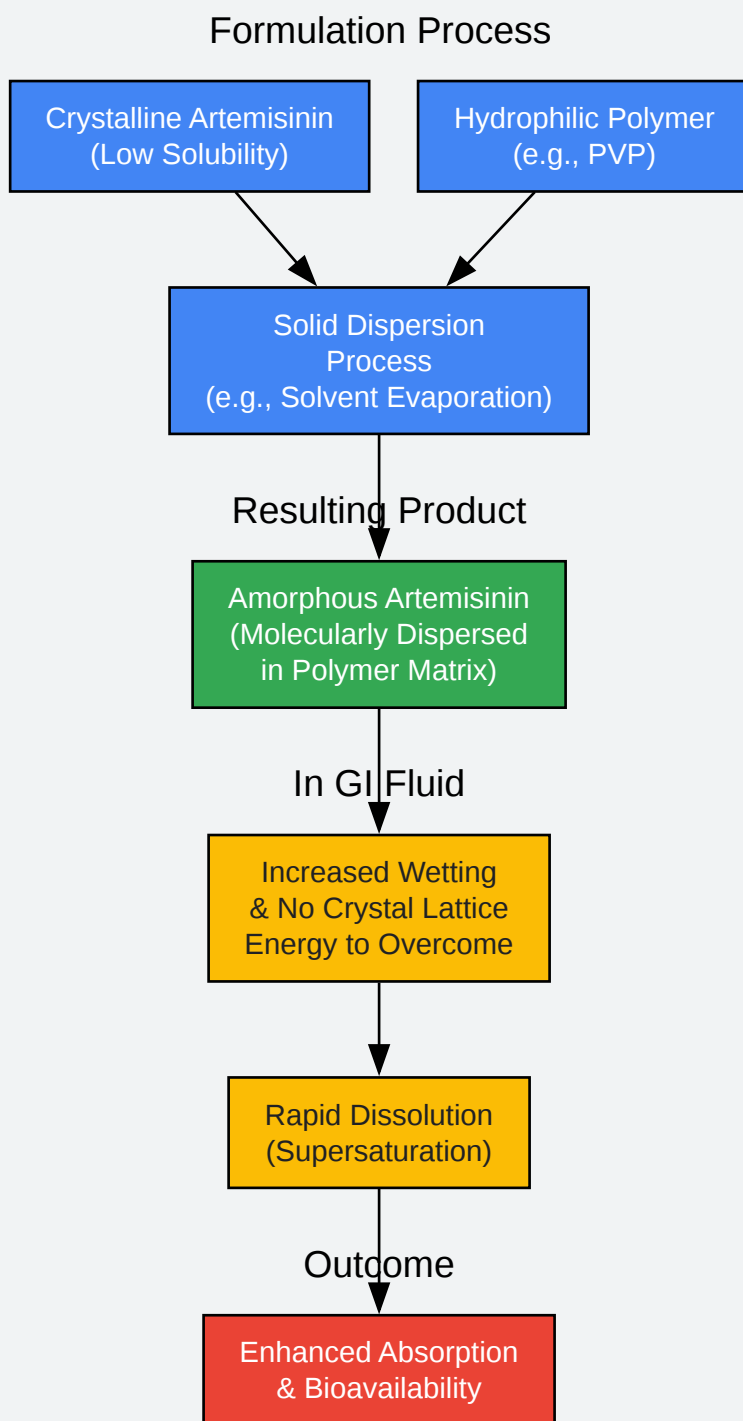 Formulation Process
Crystalline Artemisinin
(Low Solubility)
Hydrophilic Polymer
(e.g., PVP)
Solid Dispersion
Process
(e.g., Solvent Evaporation)
Resulting Product
Amorphous Artemisinin
(Molecularly Dispersed
in Polymer Matrix)
In GI Fluid
Increased Wetting
& No Crystal Lattice
Energy to Overcome
Rapid Dissolution
(Supersaturation)
Outcome
Enhanced Absorption
& Bioavailability